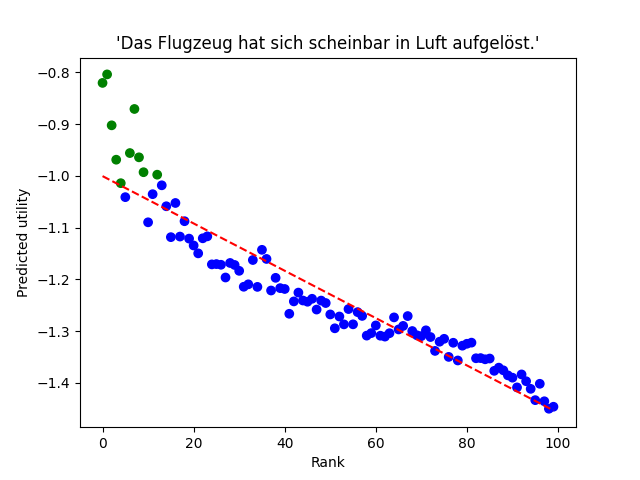 'Das Flugzeug hat sich scheinbar in Luft aufgelöst.'
Predicted utility
−0.8
−0.9
−1.0
−1.1
−1.2
−1.3
−1.4
0 20 40 60 80 100
Rank